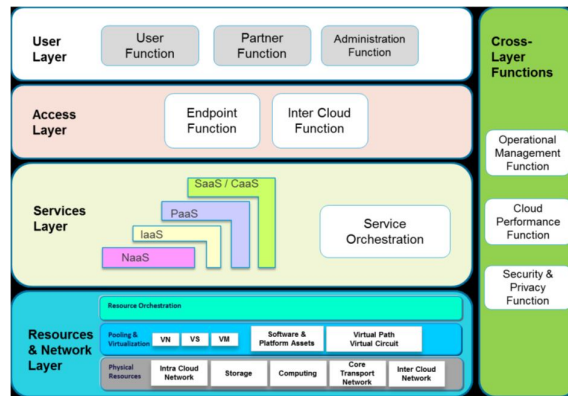 User
Layer
User
Function
Partner
Function
Administration
Function
Access
Layer
Endpoint
Function
Inter Cloud
Function
Services
Layer
SaaS / CaaS
PaaS
IaaS
NaaS
Service
Orchestration
Resources
& Network
Layer
Resource Orchestration
Pooling &
Virtualization
VN
VS
VM
Software &
Platform Assets
Virtual Path
Virtual Circuit
Physical
Resources
Intra Cloud
Network
Storage
Computing
Core
Transport
Network
Inter Cloud
Network
Cross-
Layer
Functions
Operational
Management
Function
Cloud
Performance
Function
Security &
Privacy
Function